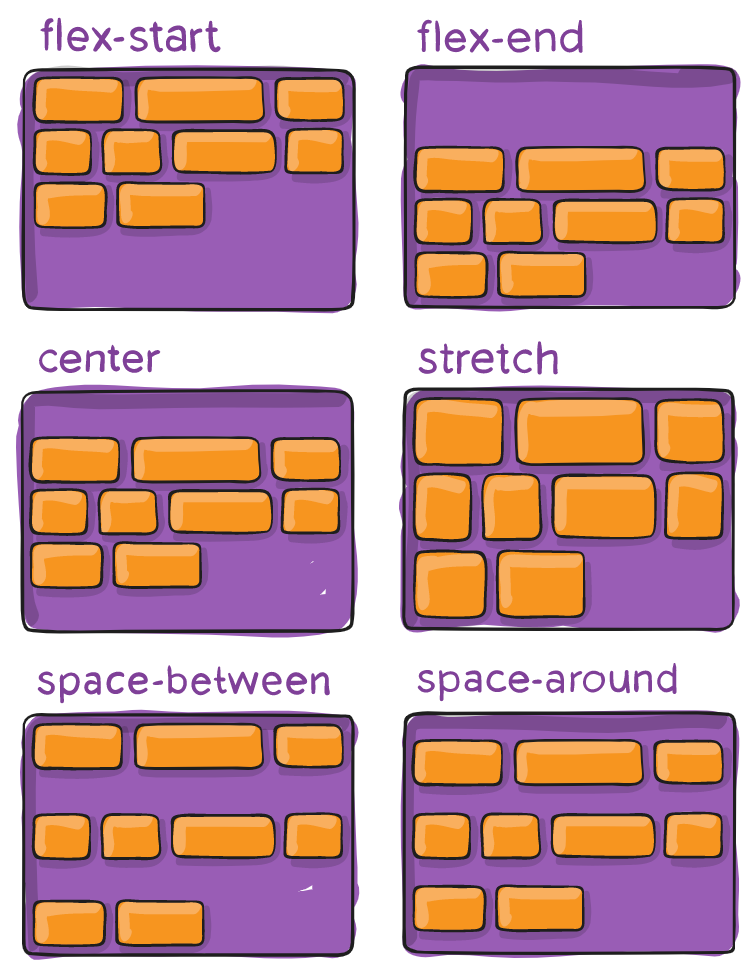 flex-start
flex-end
center
stretch
space-between
space-around